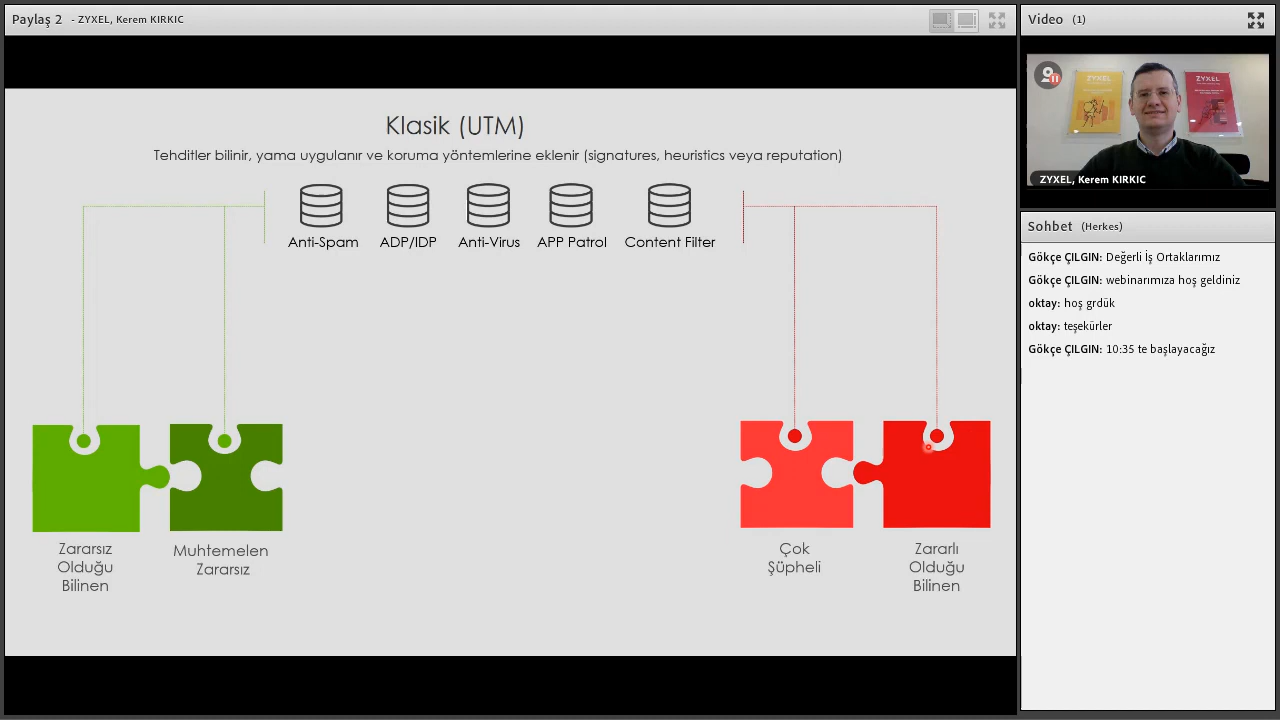 Paylaş 2 - ZYXEL, Kerem KIRKIC
Klasik (UTM)
Tehditler bilinir, yama uygulanır ve koruma yöntemlerine eklenir (signatures, heuristics veya reputation)
Anti-Spam ADP/IDP Anti-Virus APP Patrol Content Filter
Zararsız
Olduğu
Bilinen
Muhtemelen
Zararsız
Çok
Şüpheli
Zararlı
Olduğu
Bilinen
Video (1)
ZYXEL
ZYXEL
ZYXEL, Kerem KIRKIC
Sohbet (Herkes)
Gökçe ÇILGIN: Değerli İş Ortaklarımız
Gökçe ÇILGIN: webinarımıza hoş geldiniz
oktay: hoş grdük
oktay: teşekürler
Gökçe ÇILGIN: 10:35 te başlayacağız